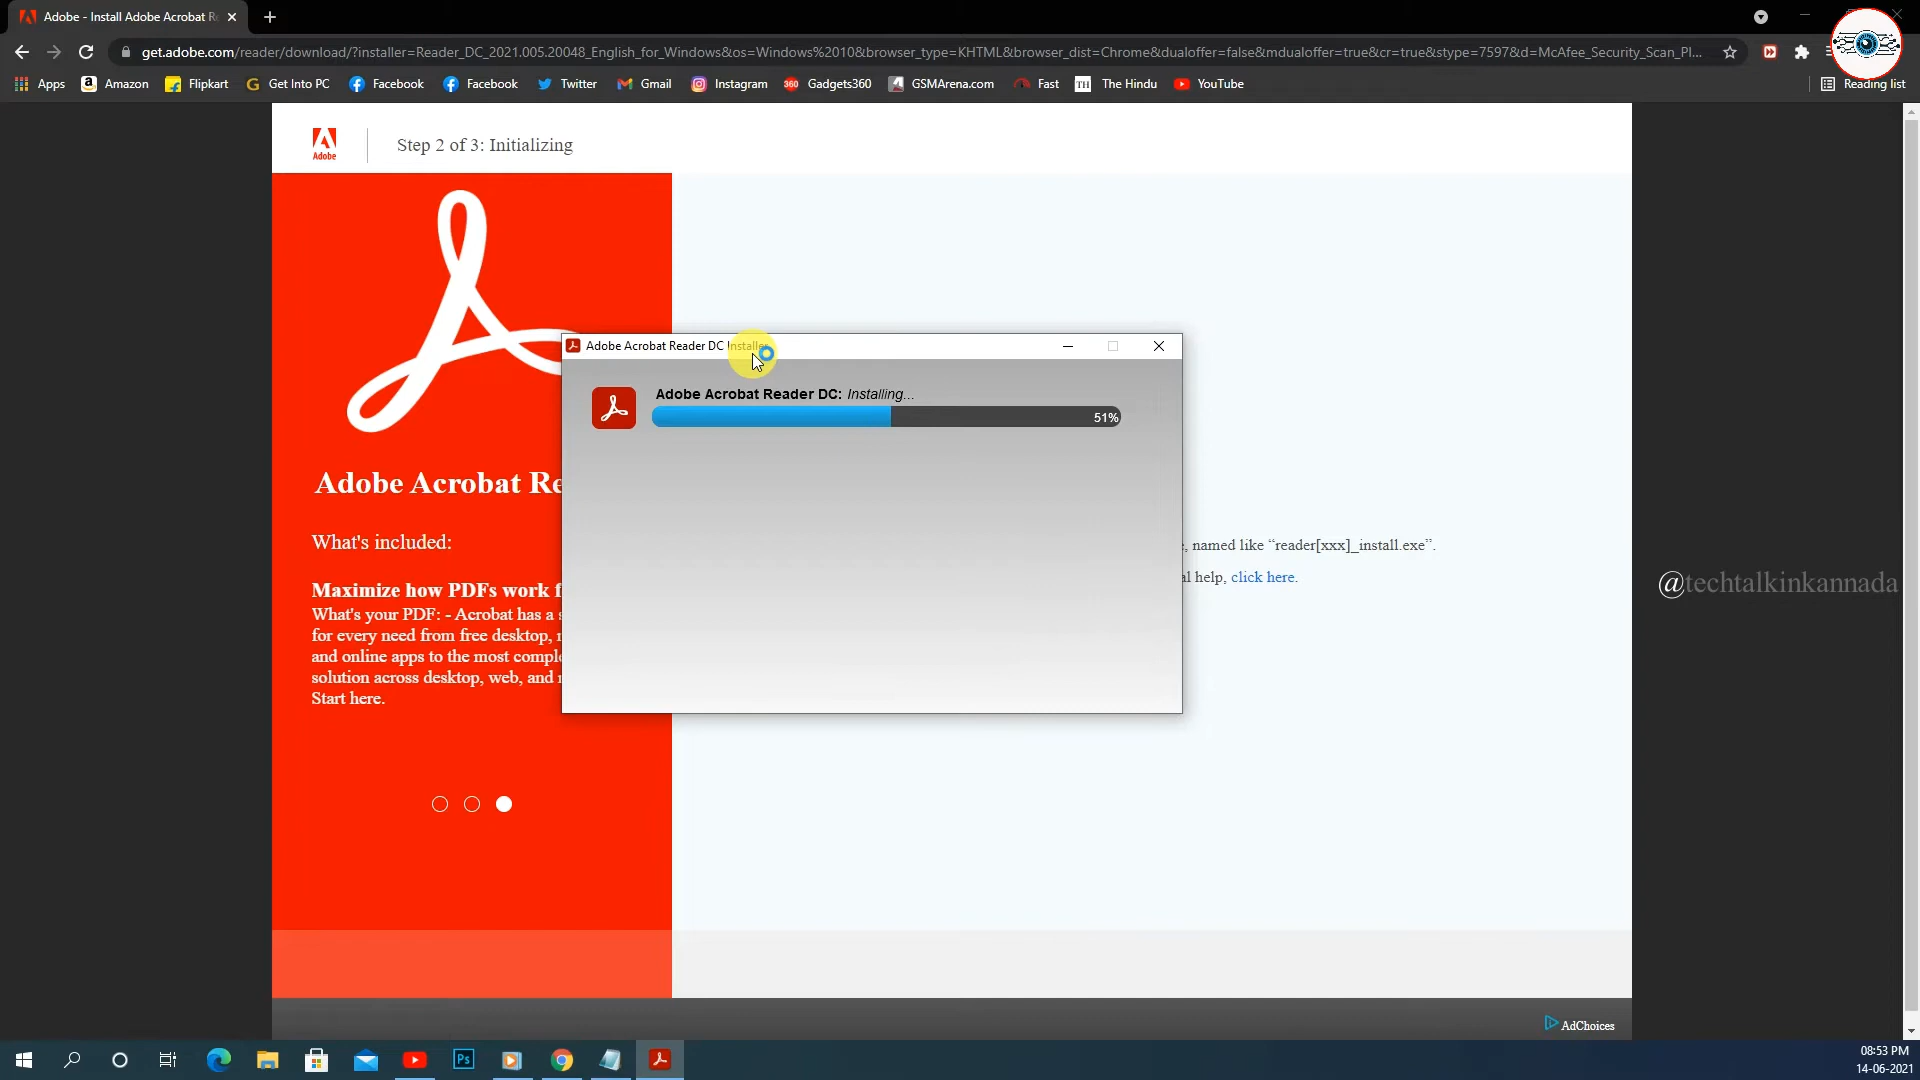 Adobe - Install Adobe Acrobat R
get.adobe.com/reader/download/?installer=Reader_DC_2021.005.20048_English_for_Windows&os=Windows%2010&browser_type=KHTML&browser_dist=Chrome&dualoffer=false&mdualoffer=true&cr=true&stype=7597&d=McAfee_Security_Scan_Pl...
Apps Amazon Flipkart Get Into PC Facebook Facebook Twitter Gmail Instagram Gadgets360 GSMArena.com Fast The Hindu YouTube Reading list
Adobe
Step 2 of 3: Initializing
Adobe Acrobat Reader DC Installer
Adobe Acrobat Reader DC: Installing...
51%
Adobe Acrobat Re
What's included:
Maximize how PDFs work f
What's your PDF: - Acrobat has a s
for every need from free desktop, 
and online apps to the most comple
solution across desktop, web, and
Start here.
, named like “reader[xxx]_install.exe”.
al help, click here.
@techtalkinkannada
AdChoices
Ps
08:53 PM
14-06-2021